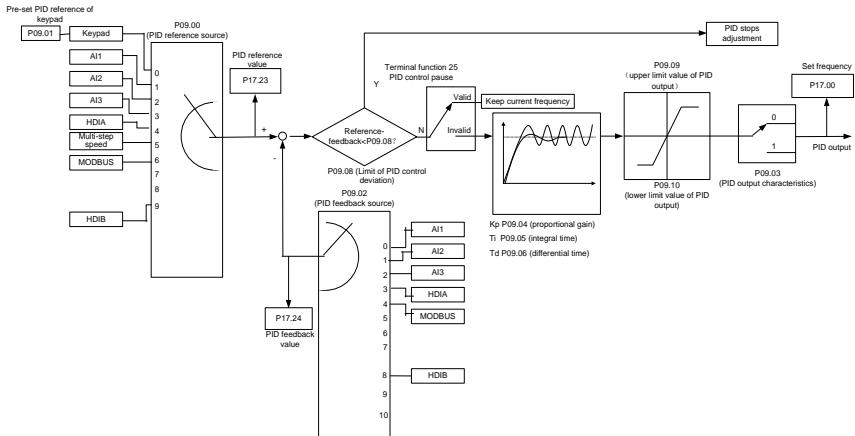 Pre-set PID reference of
keypad
P09.01
Keypad
AI1
AI2
AI3
HDIA
Multi-step
speed
MODBUS
HDIB
P09.00
(PID reference source)
0
1
2
3
4
5
6
7
8
9
PID reference
value
P17.23
+
-
Reference-
feedback<P09.08?
Y
N
P09.08 (Limit of PID control
deviation)
PID stops
adjustment
Terminal function 25
PID control pause
Valid
Invalid
Keep current frequency
Kp P09.04 (proportional gain)
Ti P09.05 (integral time)
Td P09.06 (differential time)
P09.09
(upper limit value of PID
output)
P09.10
(lower limit value of PID
output)
0
1
P09.03
(PID output characteristics)
Set frequency
P17.00
PID output
P09.02
(PID feedback source)
0
1
2
3
4
5
6
7
8
9
10
AI1
AI2
AI3
HDIA
MODBUS
HDIB
P17.24
PID feedback
value